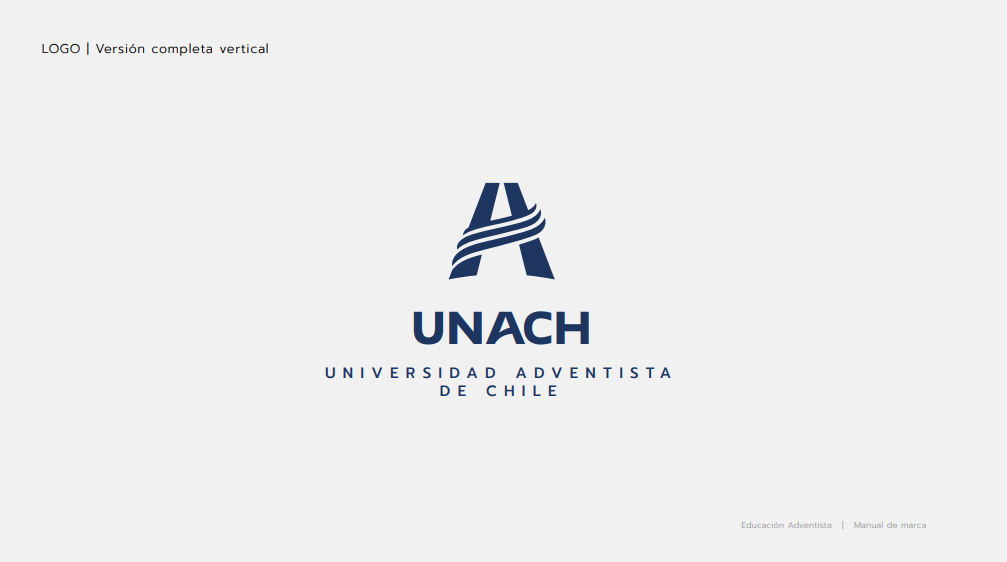 LOGO | Versión completa vertical
UNACH
UNIVERSIDAD ADVENTISTA
DE CHILE
Educación Adventista | Manual de marca